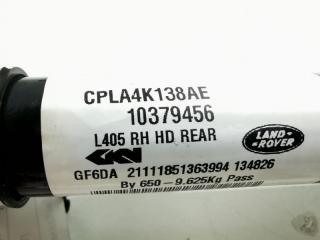 CPLA4K138AE
10379456
L405 RH HD REAR
GKN
LAND-
ROVER
GF6DA 21111851363994 134826
By 650-9.625Kg Pass